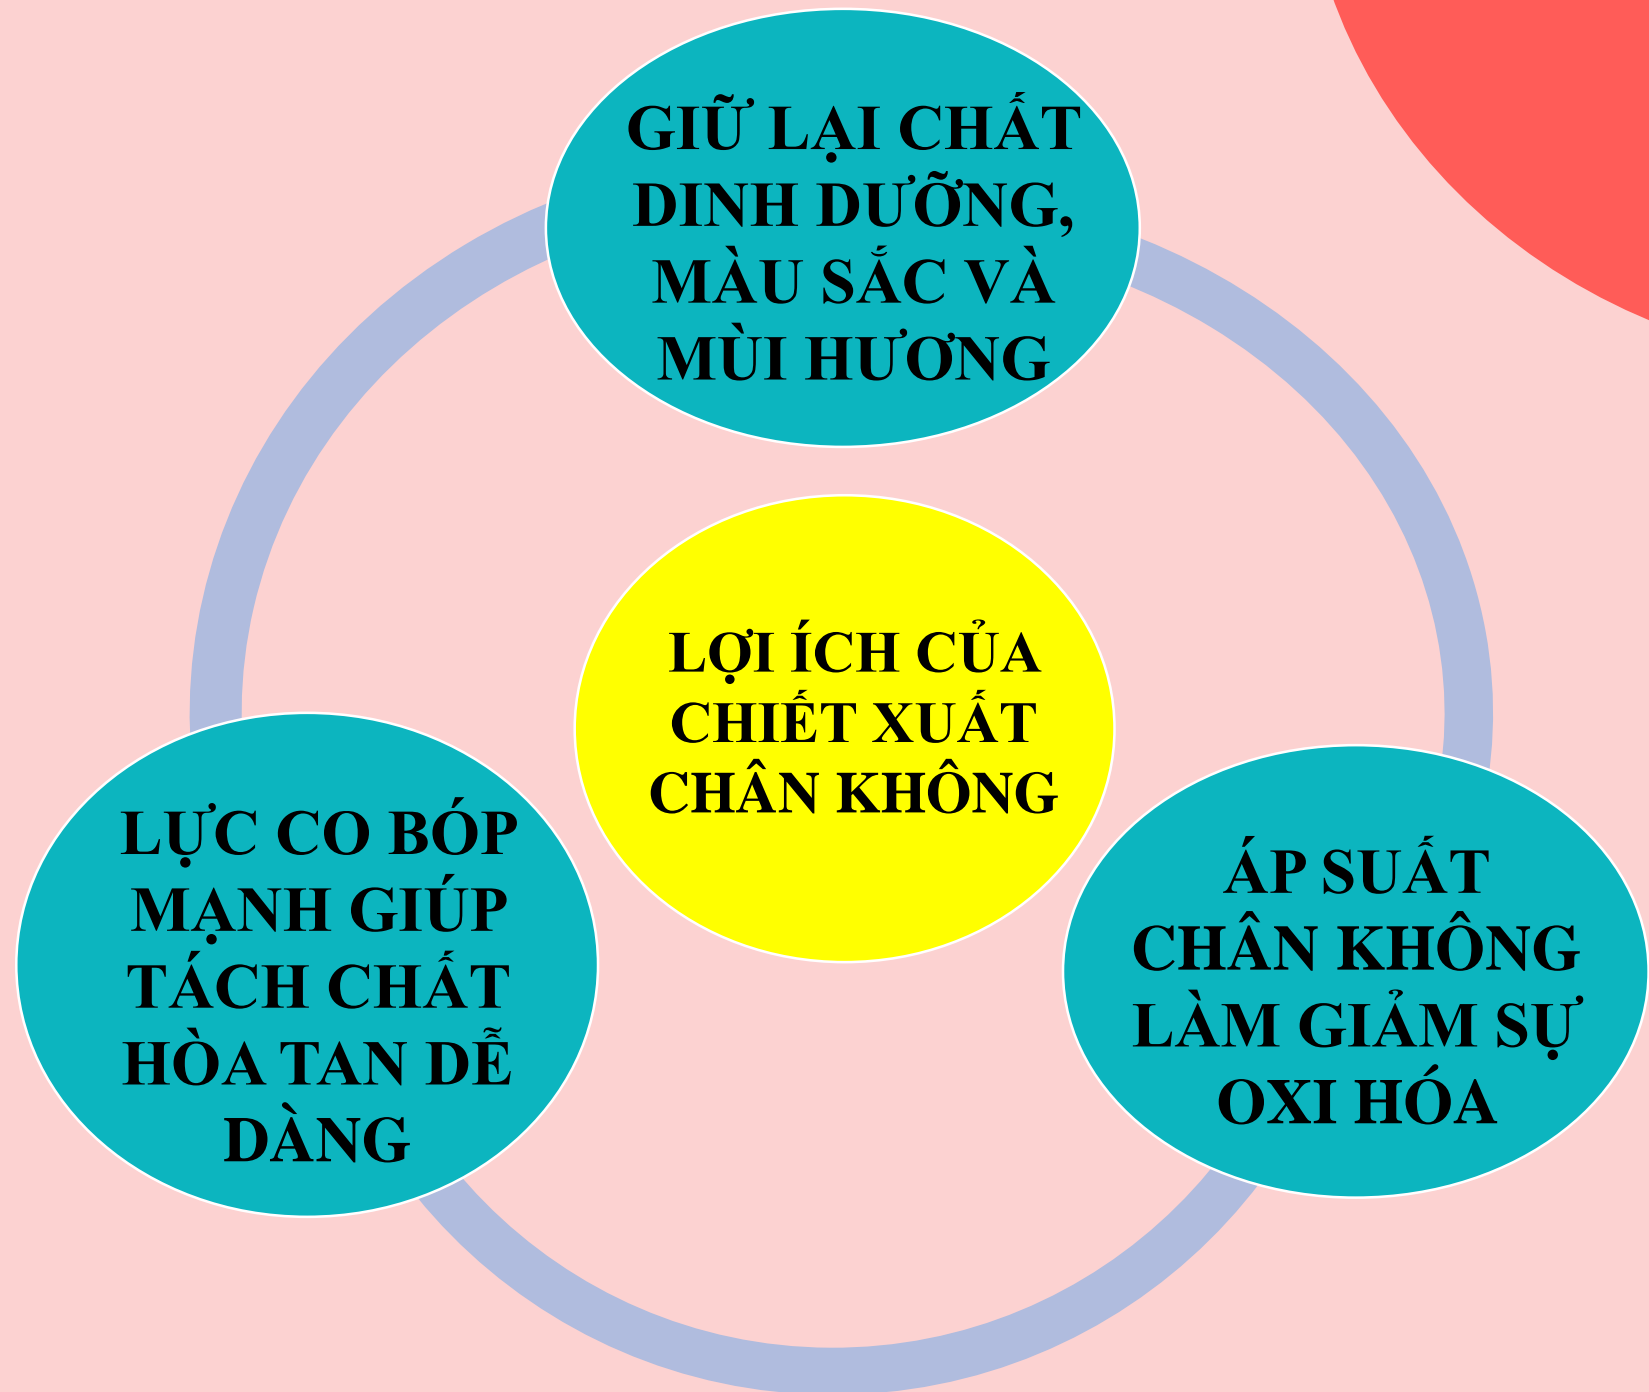 GIỮ LẠI CHẤT
DINH DƯỠNG,
MÀU SẮC VÀ
MÙI HƯƠNG
LỢI ÍCH CỦA
CHIẾT XUẤT
CHÂN KHÔNG
LỰC CO BÓP
MẠNH GIÚP
TÁCH CHẤT
HÒA TAN DỄ
DÀNG
ÁP SUẤT
CHÂN KHÔNG
LÀM GIẢM SỰ
OXI HÓA